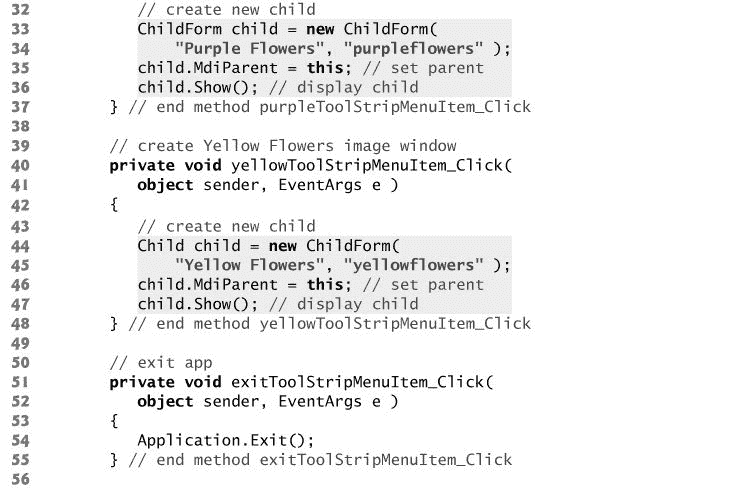 32 // create new child
33 ChildForm child = new ChildForm(
34 "Purple Flowers", "purpleflowers" );
35 child.MdiParent = this; // set parent
36 child.Show(); // display child
37 } // end method purpleToolStripMenuItem_Click
38
39 // create Yellow Flowers image window
40 private void yellowToolStripMenuItem_Click(
41 object sender, EventArgs e )
42 {
43 // create new child
44 Child child = new ChildForm(
45 "Yellow Flowers", "yellowflowers" );
46 child.MdiParent = this; // set parent
47 child.Show(); // display child
48 } // end method yellowToolStripMenuItem_Click
49
50 // exit app
51 private void exitToolStripMenuItem_Click(
52 object sender, EventArgs e )
53 {
54 Application.Exit();
55 } // end method exitToolStripMenuItem_Click
56